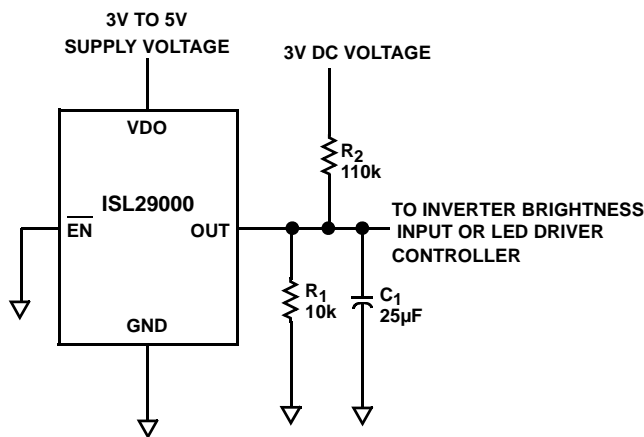 3V TO 5V
SUPPLY VOLTAGE
3V DC VOLTAGE
VDO
R2
110k
ISL29000
EN
OUT
TO INVERTER BRIGHTNESS
INPUT OR LED DRIVER
CONTROLLER
R1
10k
C1
25µF
GND